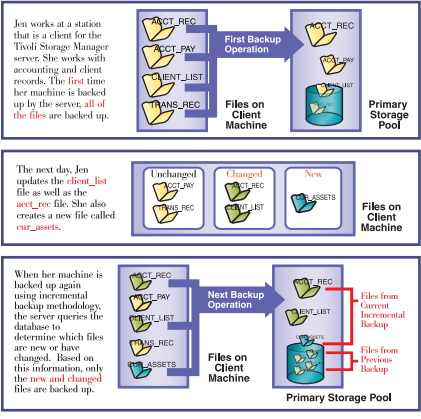 Jen works at a station
that is a client for the
Tivoli Storage Manager
server. She works with
accounting and client
records. The first time
her machine is backed
up by the server, all of
the files are backed up.
ACCT_REC
ACCT_PAY
CLIENT_LIST
TRANS_REC
First Backup
Operation
Files on
Client
Machine
ACCT_REC
ACCT_PAY
CLIENT_LIST
Primary
Storage
Pool
The next day, Jen
updates the client_list
file as well as the
acct_rec file. She also
creates a new file called
cur_assets.
Unchanged
ACCT_PAY
TRANS_REC
Changed
ACCT_REC
CLIENT_LIST
New
CUR_ASSETS
Files on
Client
Machine
When her machine is
backed up again
using incremental
backup methodology,
the server queries the
database to
determine which files
are new or have
changed. Based on
this information, only
the new and changed
files are backed up.
ACCT_REC
ACCT_PAY
CLIENT_LIST
TRANS_REC
CUR_ASSETS
Next Backup
Operation
Files on
Client
Machine
ACCT_REC
CLIENT_LIST
CUR_ASSETS
Files from
Current
Incremental
Backup
Files from
Previous
Backup
Primary Storage Pool